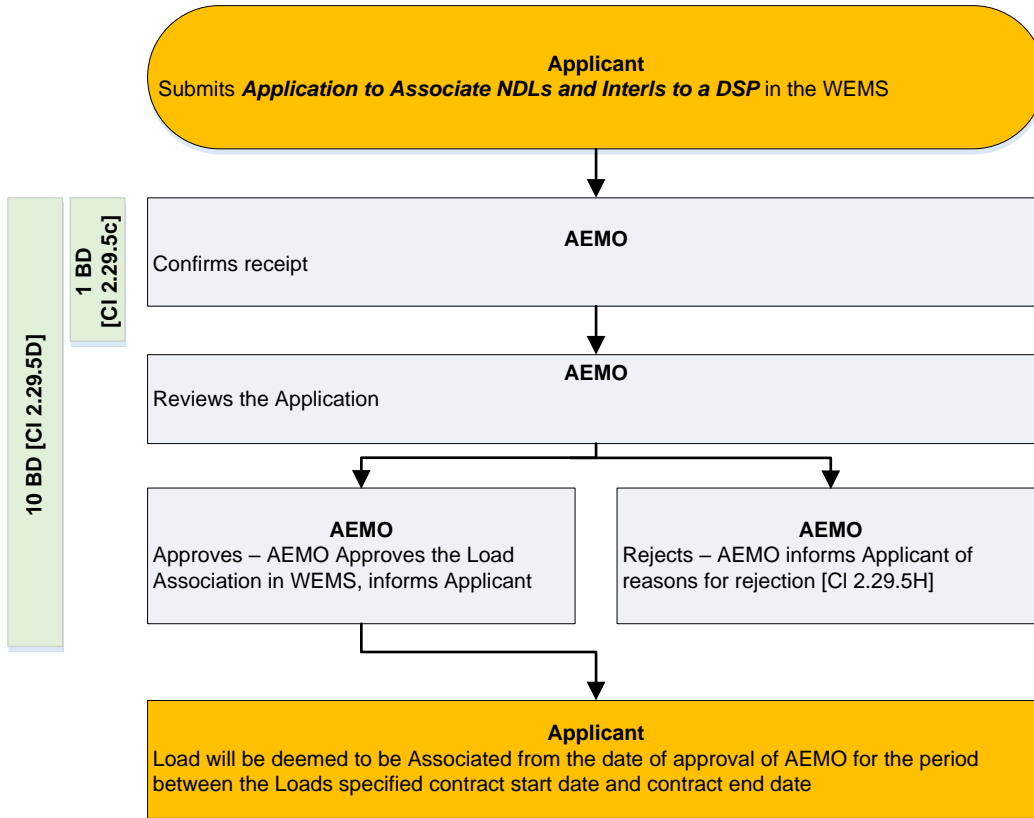 Applicant
Submits Application to Associate NDLs and Interls to a DSP in the WEMS
10 BD [Cl 2.29.5D]
1 BD
[Cl 2.29.5c]
AEMO
Confirms receipt
AEMO
Reviews the Application
AEMO
Approves – AEMO Approves the Load
Association in WEMS, informs Applicant
AEMO
Rejects – AEMO informs Applicant of
reasons for rejection [Cl 2.29.5H]
Applicant
Load will be deemed to be Associated from the date of approval of AEMO for the period
between the Loads specified contract start date and contract end date